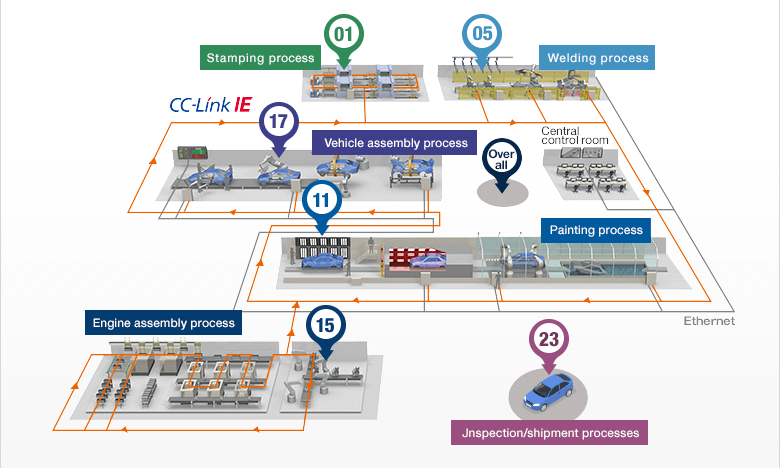 01
05
Stamping process
Welding process
CC-Link IE
17
Vehicle assembly process
Central
control room
Over
all
11
Painting process
Ethernet
Engine assembly process
15
23
Jnspection/shipment processes